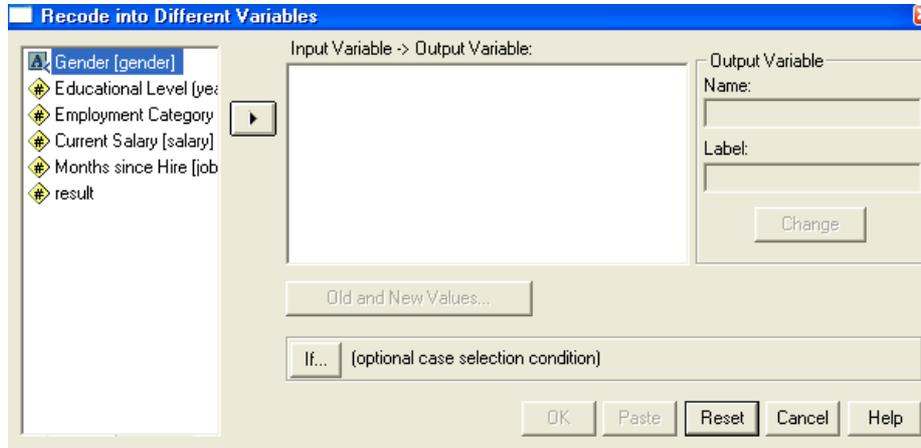 Recode into Different Variables
Gender [gender]
Educational Level (yea
Employment Category
Current Salary [salary]
Months since Hire [job
result
Input Variable -> Output Variable:
Output Variable
Name:
Label:
Change
Old and New Values...
If... (optional case selection condition)
OK Paste Reset Cancel Help